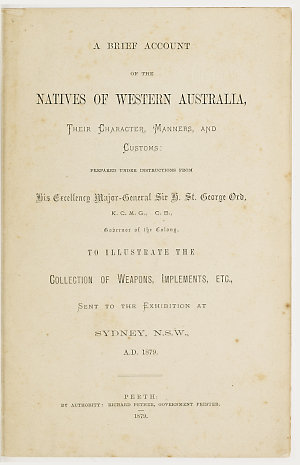 A BRIEF ACCOUNT
OF THE
NATIVES OF WESTERN AUSTRALIA,
THEIR CHARACTER, MANNERS, AND
CUSTOMS:
PREPARED UNDER INSTRUCTIONS FROM
His Excellency Major-General Sir H. St. George Ord,
K. C. M. G., C. B.,
Governor of the Colony,
TO ILLUSTRATE THE
COLLECTION OF WEAPONS, IMPLEMENTS, ETC.,
SENT TO THE EXHIBITION AT
SYDNEY, N.S.W.,
A.D. 1879.
PERTH:
BY AUTHORITY: RICHARD PETHER, GOVERNMENT PRINTER.
1879.